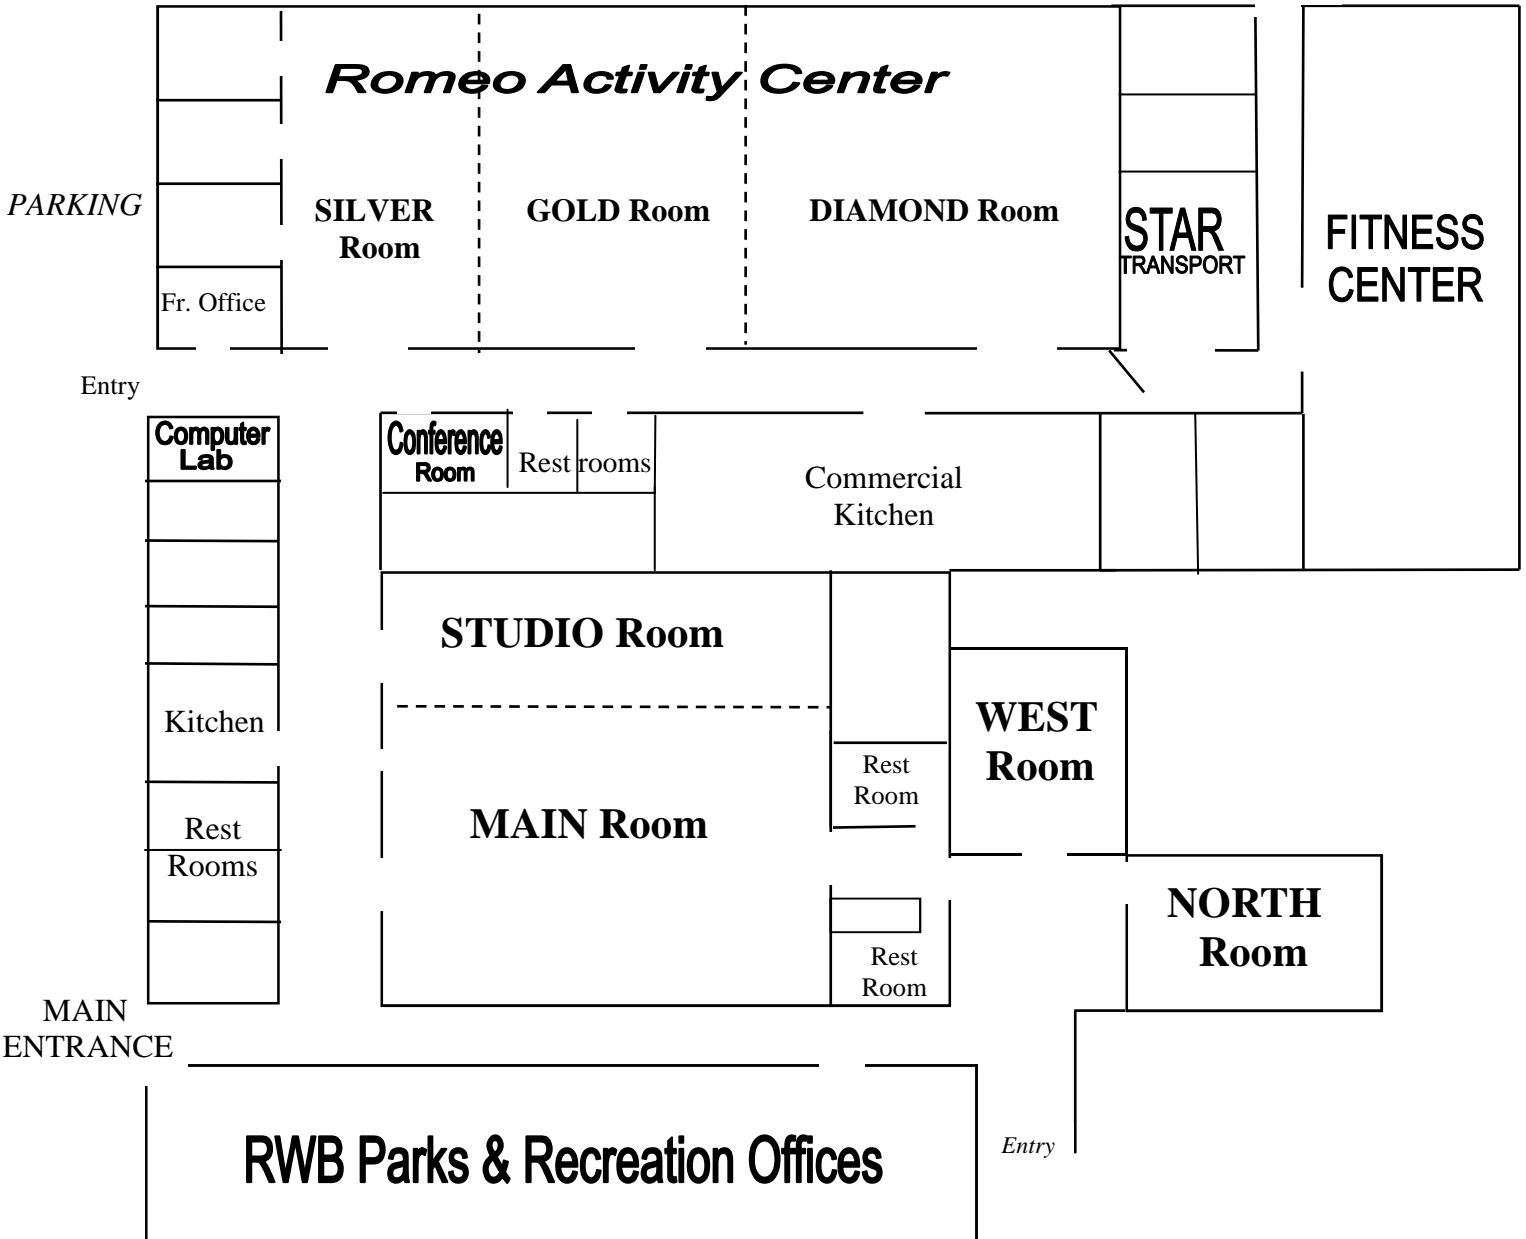 Romeo Activity Center
PARKING
SILVER
Room
GOLD Room
DIAMOND Room
STAR
TRANSPORT
FITNESS
CENTER
Fr. Office
Entry
Computer
Lab
Conference
Room
Rest rooms
Commercial
Kitchen
STUDIO Room
Kitchen
WEST
Room
Rest
Room
MAIN Room
Rest
Rooms
NORTH
Room
Rest
Room
MAIN
ENTRANCE
RWB Parks & Recreation Offices
Entry